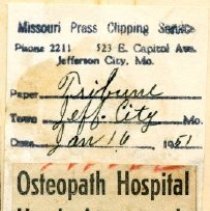 Missouri Press Clipping Service
Phone 2211 523 E. Capitol Ave.
Jefferson City, Mo.
Paper Tribune
Town Jeff. City Mo.
Date Jan 16 1951
Osteopath Hospital